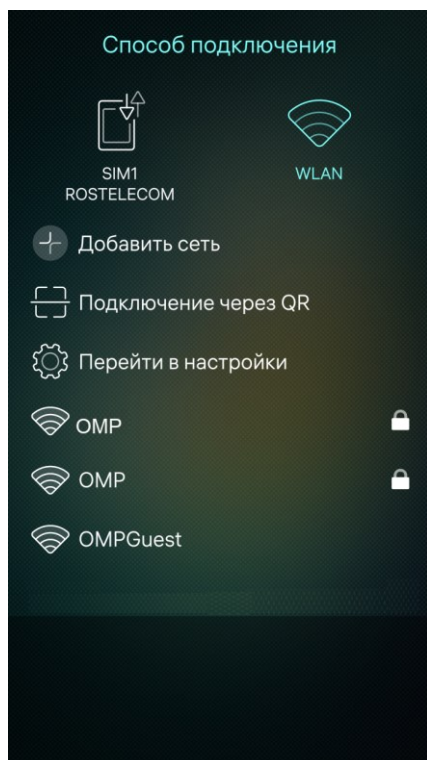 Способ подключения
SIM1
ROSTELECOM
WLAN
Добавить сеть
Подключение через QR
Перейти в настройки
OMP
OMP
OMPGuest